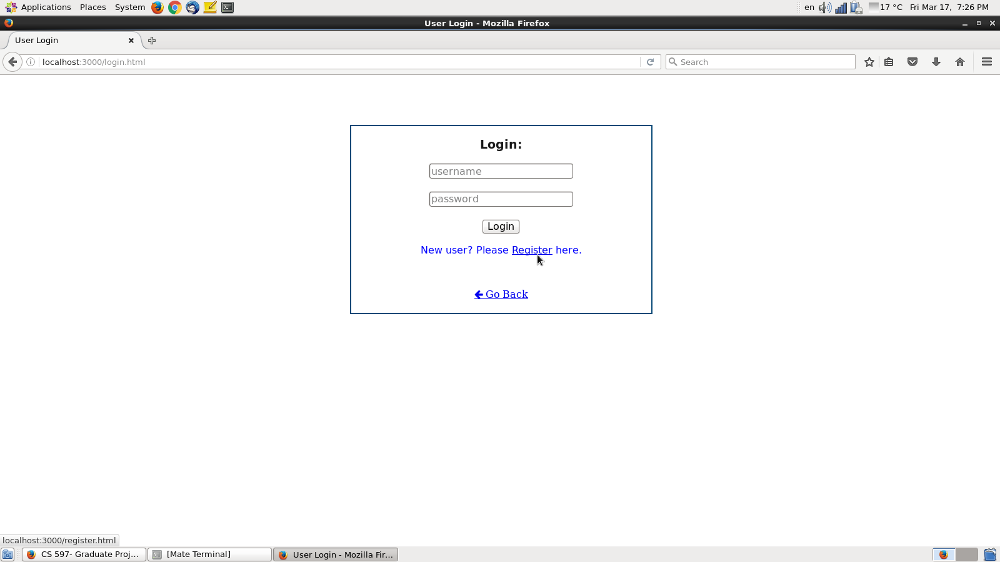 Applications Places System en 17 °C Fri Mar 17, 7:26 PM
User Login - Mozilla Firefox
User Login
localhost:3000/login.html Search
Login:
username
password
Login
New user? Please Register here.
Go Back
localhost:3000/register.html
CS 597- Graduate Proj... [Mate Terminal] User Login - Mozilla Fir...